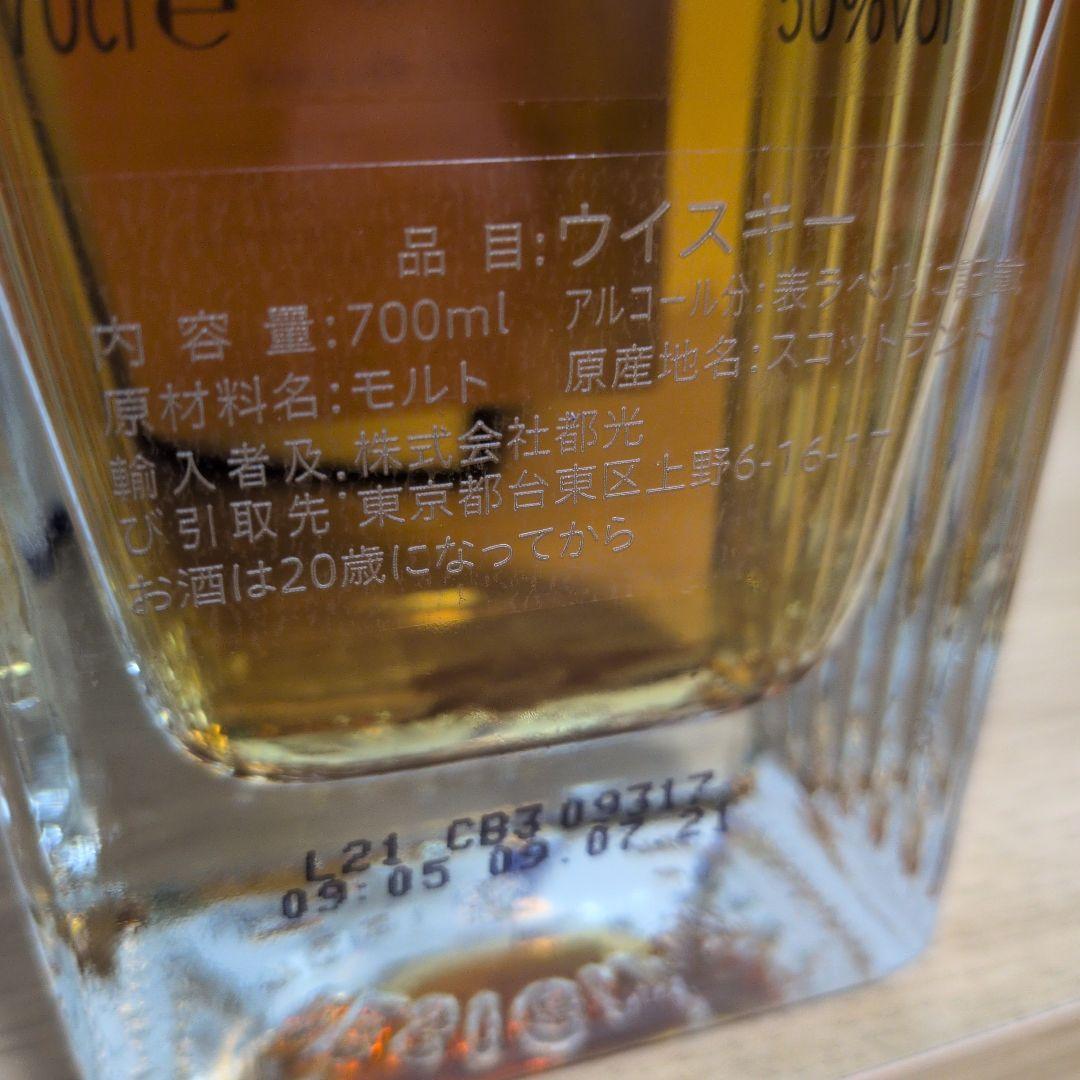 70cl e 50%vol
品目:ウイスキー
内容量:700ml アルコール分:表ラベルに記載
原材料名:モルト 原産地名:スコットランド
輸入者及:株式会社都光
び引取先:東京都台東区上野6-16-17
お酒は20歳になってから
L21 CB3 09317
09:05 09.07.21